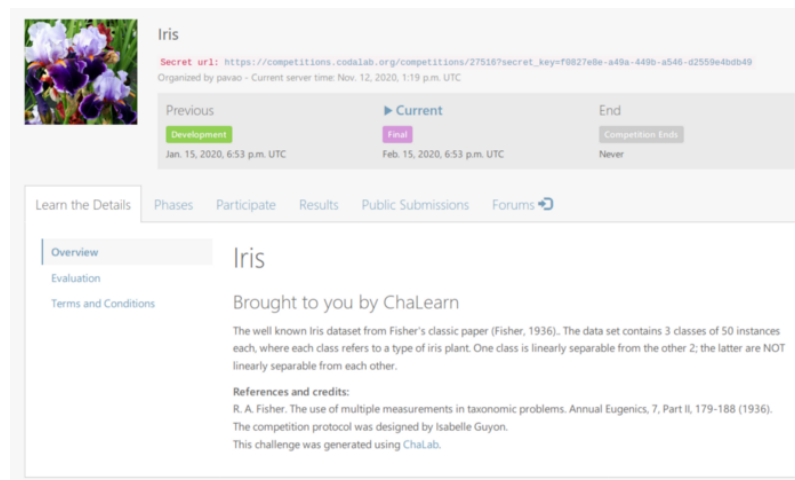 Iris
Secret url: https://competitions.codalab.org/competitions/27516?secret_key=f0827e0e-a49a-449b-a546-d2559e4bdb49
Organized by pavao - Current server time: Nov. 12, 2020, 1:19 p.m. UTC
Previous
▶ Current
End
Development
Final
Competition Ends
Jan. 15, 2020, 6:53 p.m. UTC
Feb. 15, 2020, 6:53 p.m. UTC
Never
Learn the Details
Phases
Participate
Results
Public Submissions
Forums
Overview
Evaluation
Terms and Conditions
Iris
Brought to you by ChaLearn
The well known Iris dataset from Fisher's classic paper (Fisher, 1936).. The data set contains 3 classes of 50 instances
each, where each class refers to a type of iris plant. One class is linearly separable from the other 2; the latter are NOT
linearly separable from each other.
References and credits:
R. A. Fisher. The use of multiple measurements in taxonomic problems. Annual Eugenics, 7, Part II, 179-188 (1936).
The competition protocol was designed by Isabelle Guyon.
This challenge was generated using ChaLab.